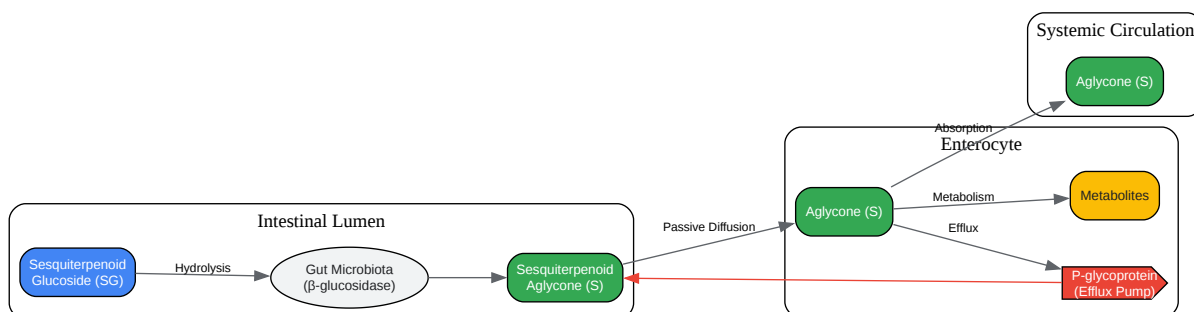 Systemic Circulation
Aglycone (S)
Absorption
Enterocyte
Aglycone (S)
Metabolism
Metabolites
Efflux
P-glycoprotein
(Efflux Pump)
Passive Diffusion
Intestinal Lumen
Sesquiterpenoid
Glucoside (SG)
Hydrolysis
Gut Microbiota
(β-glucosidase)
Sesquiterpenoid
Aglycone (S)